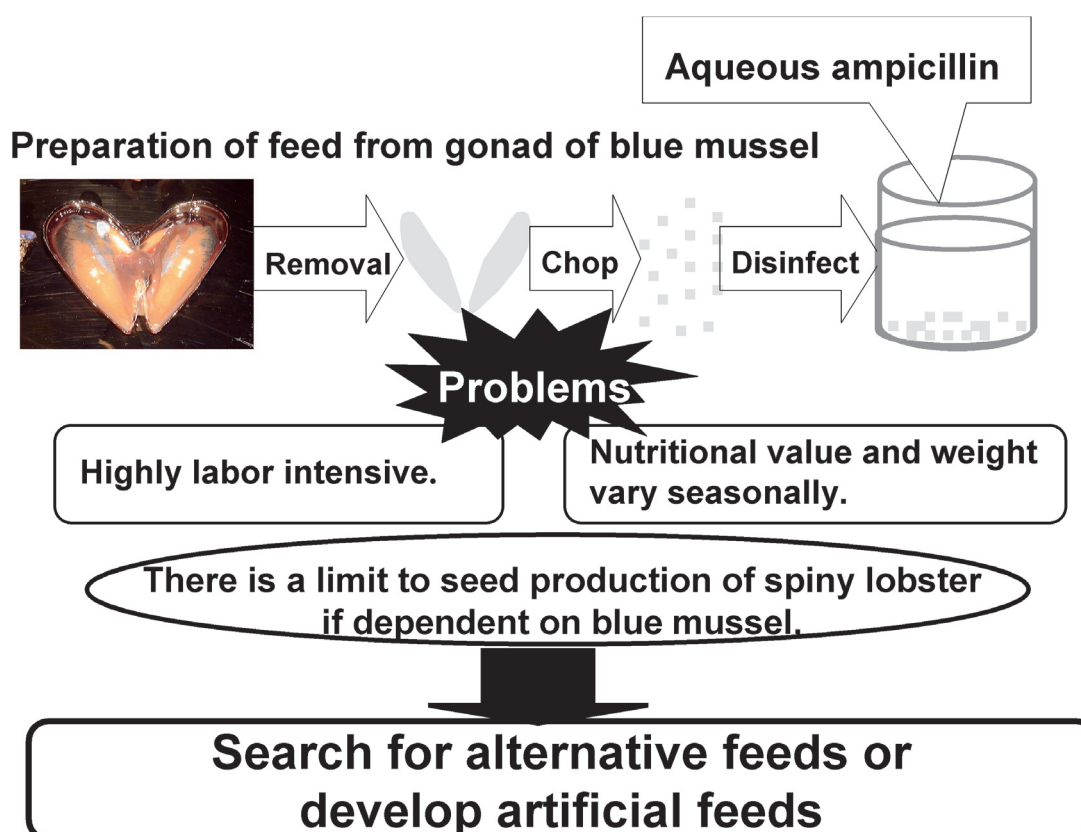 Aqueous ampicillin
Preparation of feed from gonad of blue mussel
Removal
Chop
Disinfect
Problems
Highly labor intensive.
Nutritional value and weight
vary seasonally.
There is a limit to seed production of spiny lobster
if dependent on blue mussel.
Search for alternative feeds or
develop artificial feeds